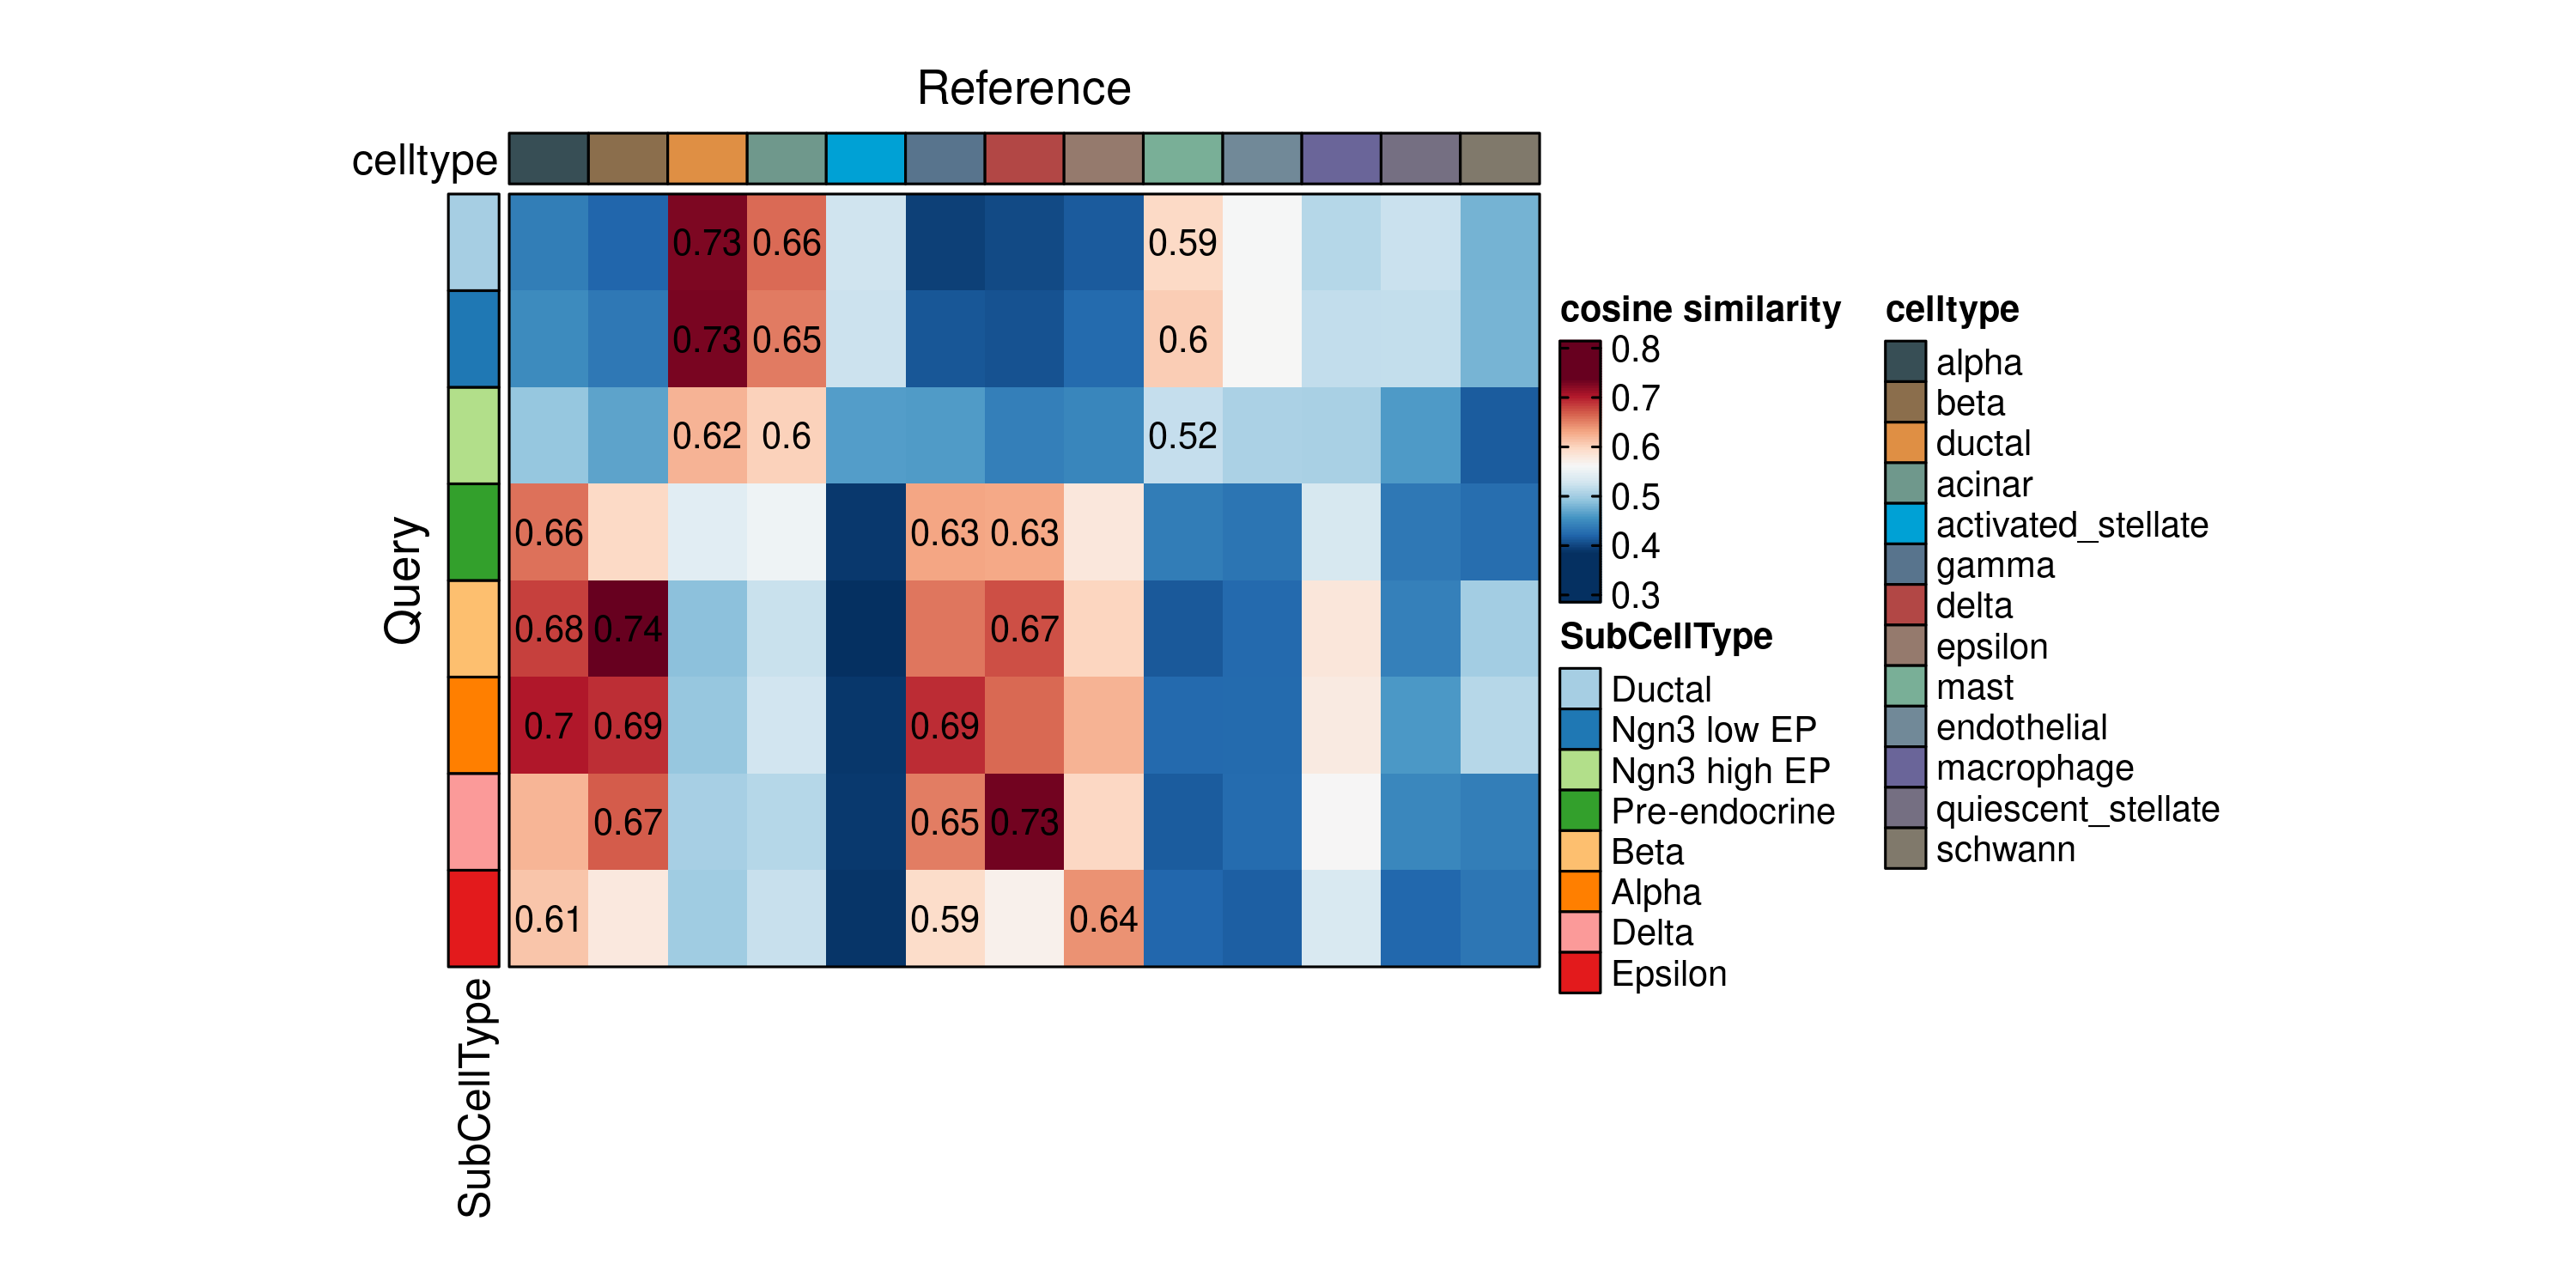 Reference
celltype
0.73 0.66 0.59
0.73 0.65 0.6
0.62 0.6 0.52
0.66 0.63 0.63
0.68 0.74 0.67
0.7 0.69 0.69
0.67 0.65 0.73
0.61 0.59 0.64
Query
SubCellType
cosine similarity
0.8
0.7
0.6
0.5
0.4
0.3
SubCellType
Ductal
Ngn3 low EP
Ngn3 high EP
Pre-endocrine
Beta
Alpha
Delta
Epsilon
celltype
alpha
beta
ductal
acinar
activated_stellate
gamma
delta
epsilon
mast
endothelial
macrophage
quiescent_stellate
schwann